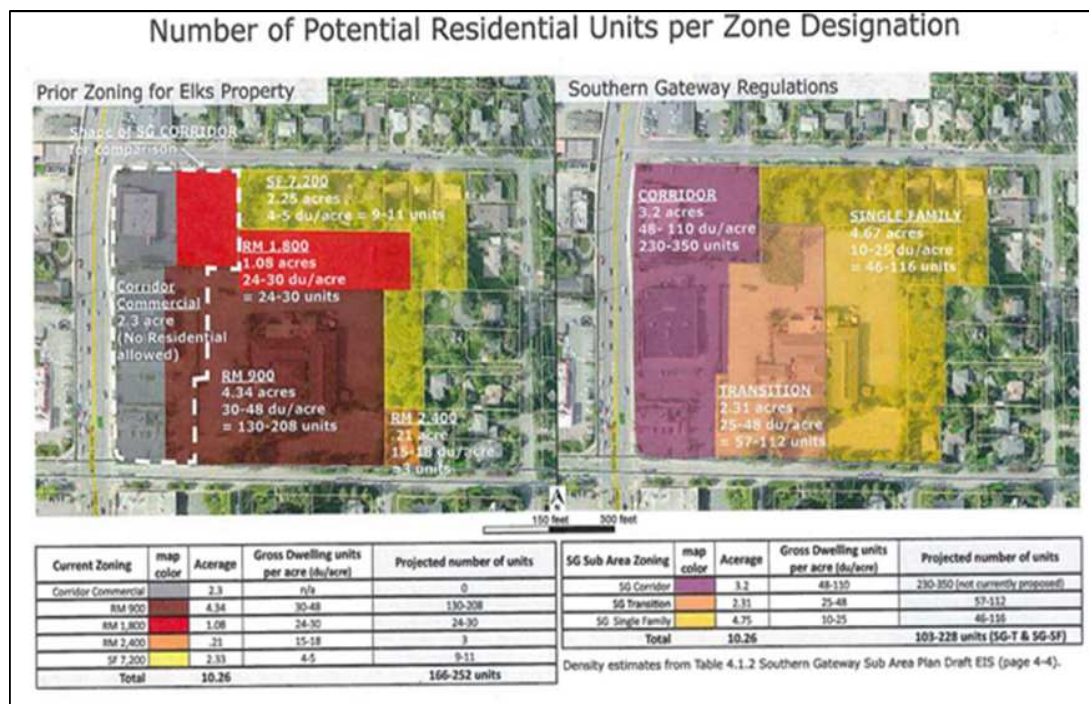 Number of Potential Residential Units per Zone Designation
Prior Zoning for Elks Property
Shape of SG CORRIDOR
for comparison
SF 7,200
2.25 acres
4-5 du/acre = 9-11 units
RM 1,800
1.08 acres
24-30 du/acre
= 24-30 units
Corridor
Commercial
2.3 acre
(No Residential
allowed)
RM 900
4.34 acres
30-48 du/acre
= 130-208 units
RM 2,400
.21 acre
15-18 du/acre
=3 units
Southern Gateway Regulations
CORRIDOR
3.2 acres
48- 110 du/acre
230-350 units
SINGLE FAMILY
4.67 acres
10-25 du/acre
= 46-116 units
TRANSITION
2.31 acres
25-48 du/acre
= 57-112 units
150 feet 300 feet
Current Zoning map color Acerage Gross Dwelling units per acre (du/acre) Projected number of units
Corridor Commercial 2.3 n/a 0
RM 900 4.34 30-48 130-208
RM 1,800 1.08 24-30 24-30
RM 2,400 .21 15-18 3
SF 7,200 2.33 4-5 9-11
Total 10.26 166-252 units
SG Sub Area Zoning map color Acerage Gross Dwelling units per acre (du/acre) Projected number of units
SG Corridor 3.2 48-110 230-350 (not currently proposed)
SG Transition 2.31 25-48 57-112
SG Single Family 4.75 10-25 46-116
Total 10.26 103-228 units (SG-T & SG-SF)
Density estimates from Table 4.1.2 Southern Gateway Sub Area Plan Draft EIS (page 4-4).